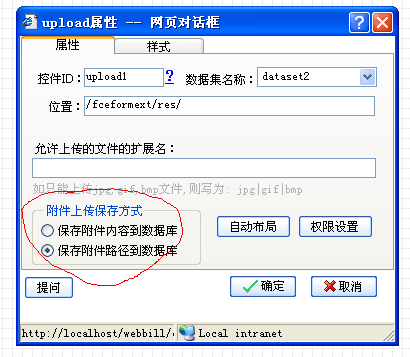 upload属性 -- 网页对话框
属性 样式
控件ID： upload1 ? 数据集名称： dataset2
位置： /fceformext/res/
允许上传的文件的扩展名：
如只能上传jpg,gif,bmp文件,则写为: jpg|gif|bmp
附件上传保存方式
保存附件内容到数据库
保存附件路径到数据库
自动布局 权限设置
提问 确定 取消
http://localhost/webbill/ Local intranet